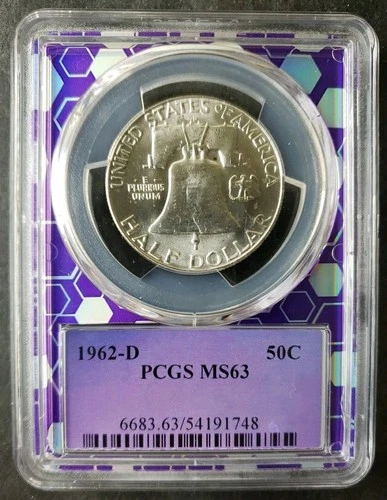 UNITED STATES OF AMERICA
E
PLURIBUS
UNUM
HALF DOLLAR
1962-D 50C
PCGS MS63
6683.63/54191748